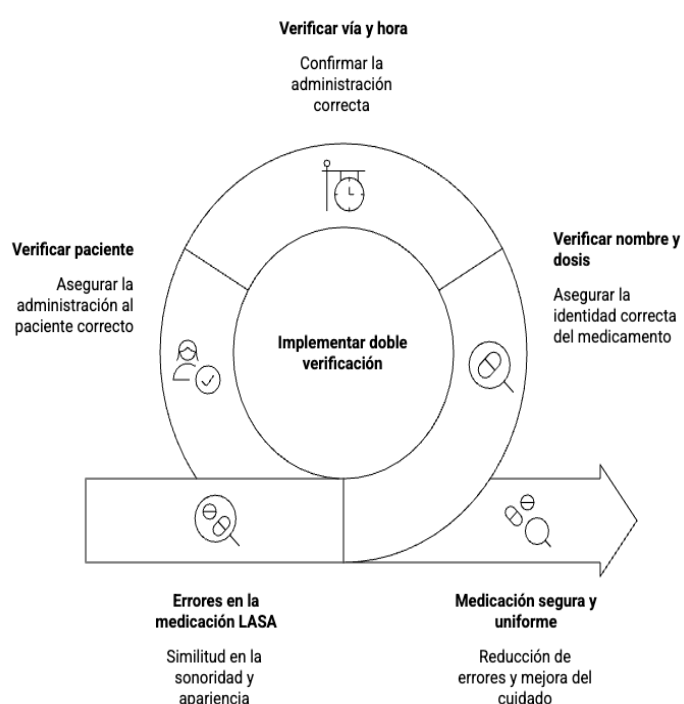 Verificar vía y hora
Confirmar la
administración
correcta
Verificar paciente
Asegurar la
administración al
paciente correcto
Verificar nombre y
dosis
Asegurar la
identidad correcta
del medicamento
Implementar doble
verificación
Errores en la
medicación LASA
Similitud en la
sonoridad y
apariencia
Medicación segura y
uniforme
Reducción de
errores y mejora del
cuidado